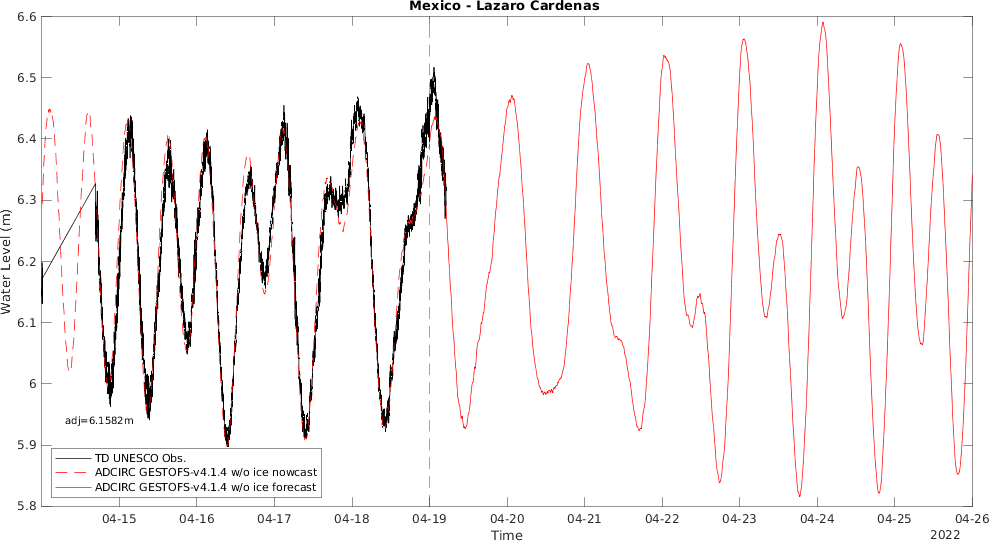 Mexico - Lazaro Cardenas
6.6
6.5
6.4
6.3
6.2
6.1
6
5.9
5.8
Water Level (m)
adj=6.1582m
TD UNESCO Obs.
ADCIRC GESTOFS-v4.1.4 w/o ice nowcast
ADCIRC GESTOFS-v4.1.4 w/o ice forecast
04-15 04-16 04-17 04-18 04-19 04-20 04-21 04-22 04-23 04-24 04-25 04-26
Time
2022